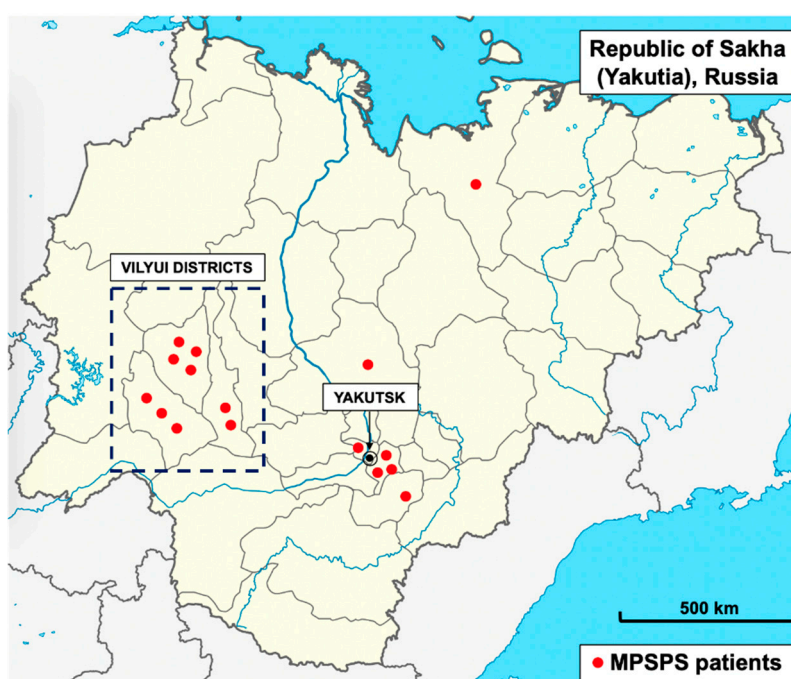 Republic of Sakha
(Yakutia), Russia
VILYUI DISTRICTS
YAKUTSK
500 km
MPSPS patients